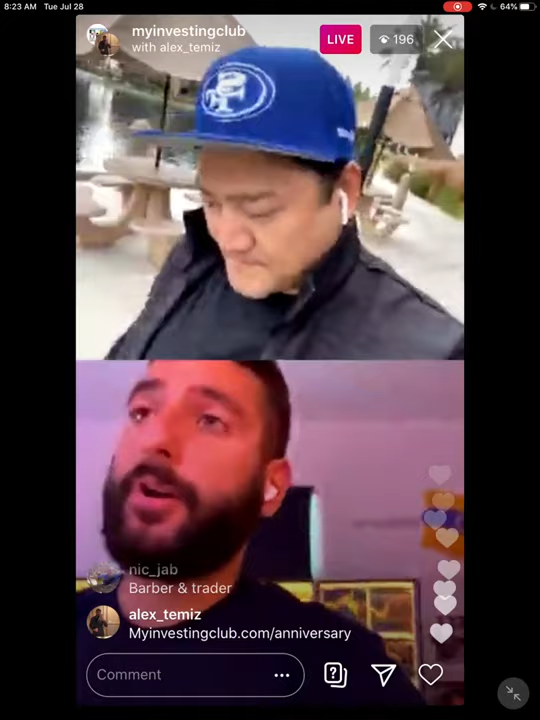 8:23 AM Tue Jul 28
64%
myinvestingclub
with alex_temiz
LIVE
196
nic_jab
Barber & trader
alex_temiz
Myinvestingclub.com/anniversary
Comment